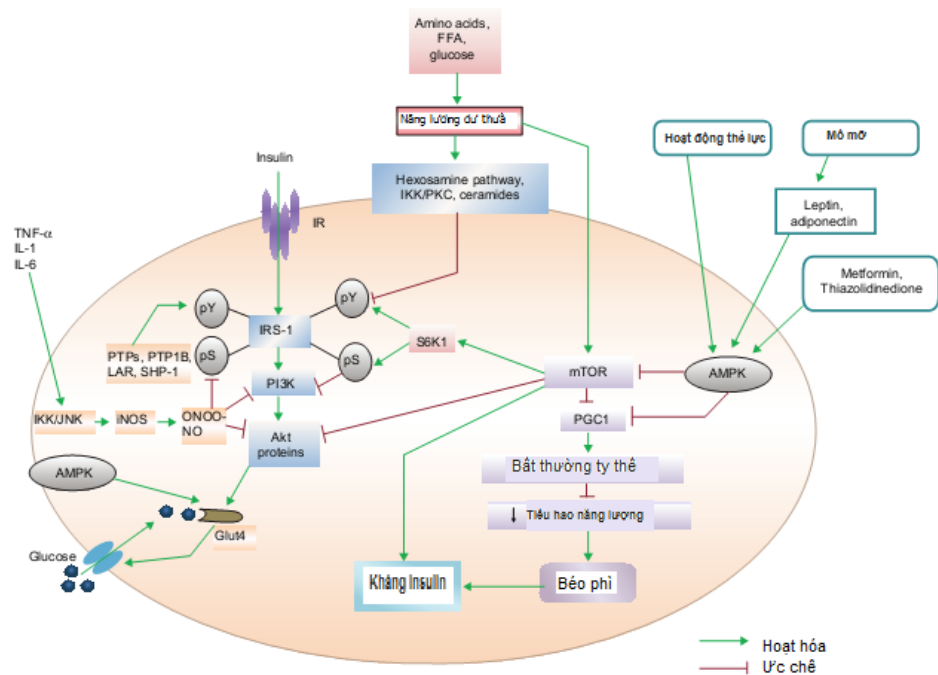 Amino acids,
FFA,
glucose
Năng lượng dư thừa
Hoạt động thể lực
Mô mỡ
Insulin
Hexosamine pathway,
IKK/PKC, ceramides
Leptin,
adiponectin
IR
TNF-α
IL-1
IL-6
Metformin,
Thiazolidinedione
pY
pY
IRS-1
S6K1
pS
pS
PTPs, PTP1B,
LAR, SHP-1
PI3K
mTOR
AMPK
IKK/JNK
iNOS
ONOO-
NO
PGC1
Akt
proteins
Bất thường ty thể
AMPK
↓ Tiêu hao năng lượng
Glut4
Glucose
Kháng Insulin
Béo phì
Hoạt hóa
Ức chế